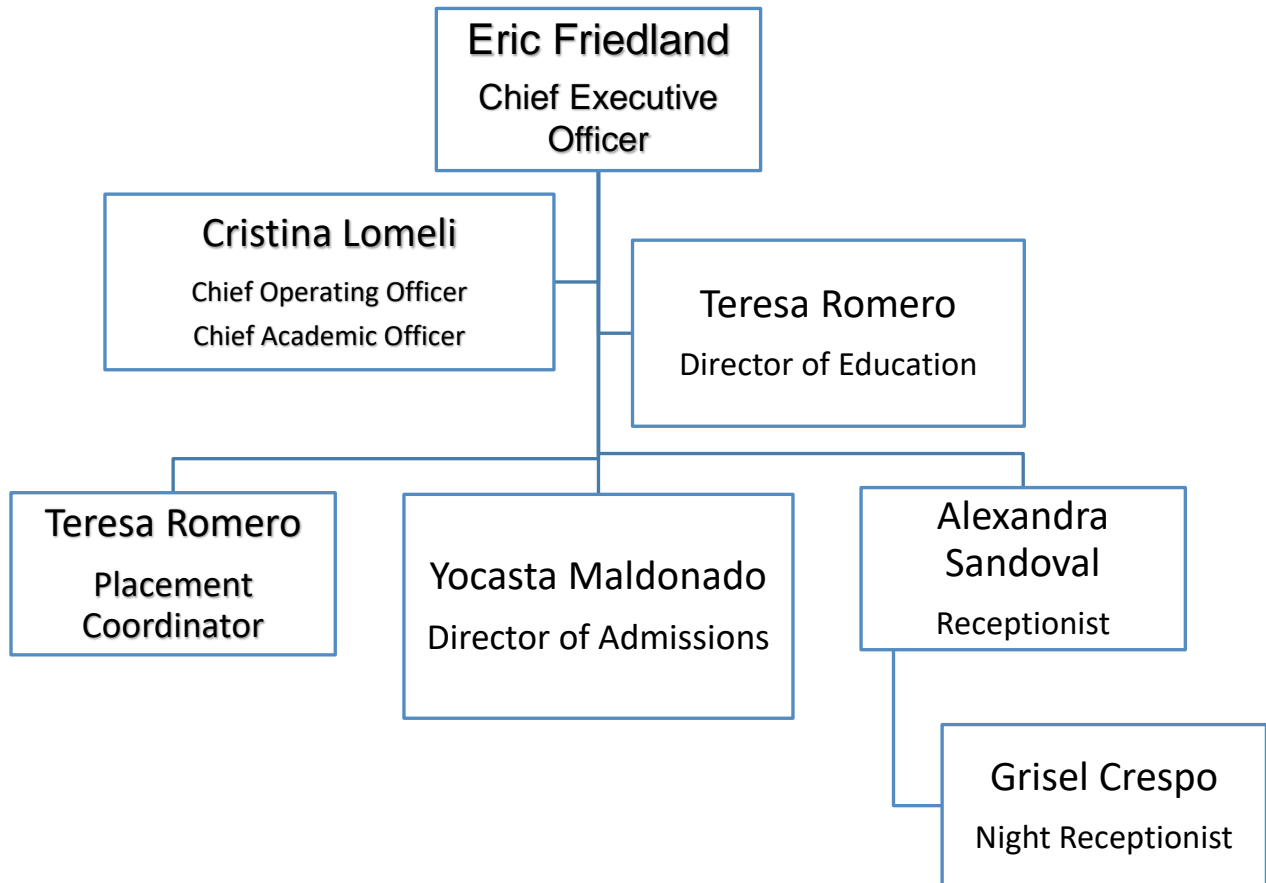 Eric Friedland
Chief Executive
Officer
Cristina Lomeli
Chief Operating Officer
Chief Academic Officer
Teresa Romero
Director of Education
Teresa Romero
Placement
Coordinator
Yocasta Maldonado
Director of Admissions
Alexandra
Sandoval
Receptionist
Grisel Crespo
Night Receptionist